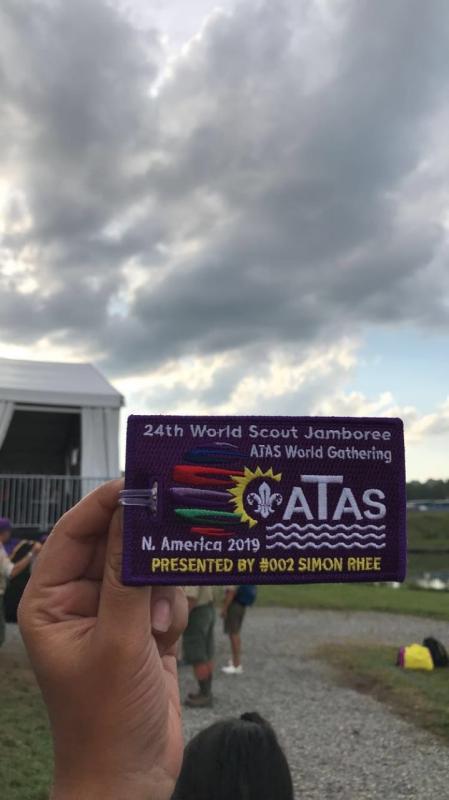 24th World Scout Jamboree
ATAS World Gathering
ATAS
N. America 2019
PRESENTED BY #002 SIMON RHEE